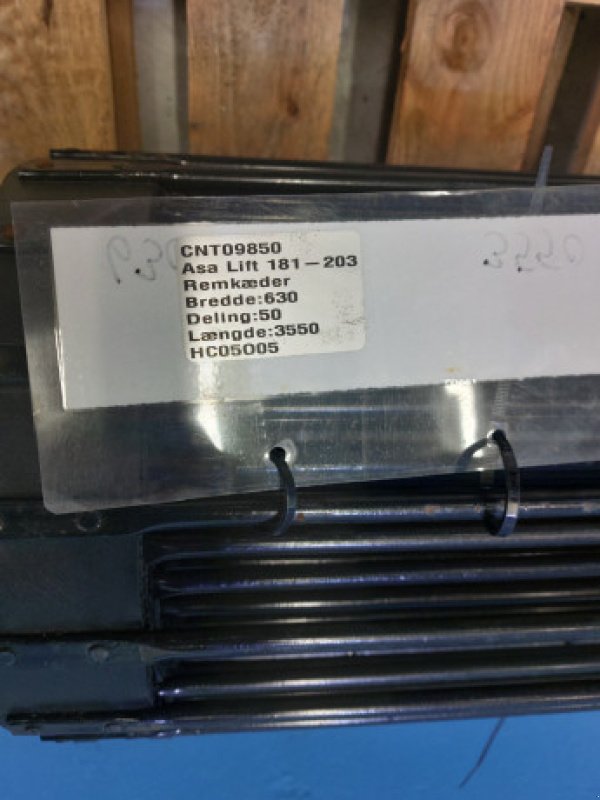 CNT09850
Asa Lift 181-203
Remkæder
Bredde:630
Deling:50
Længde:3550
HC05005